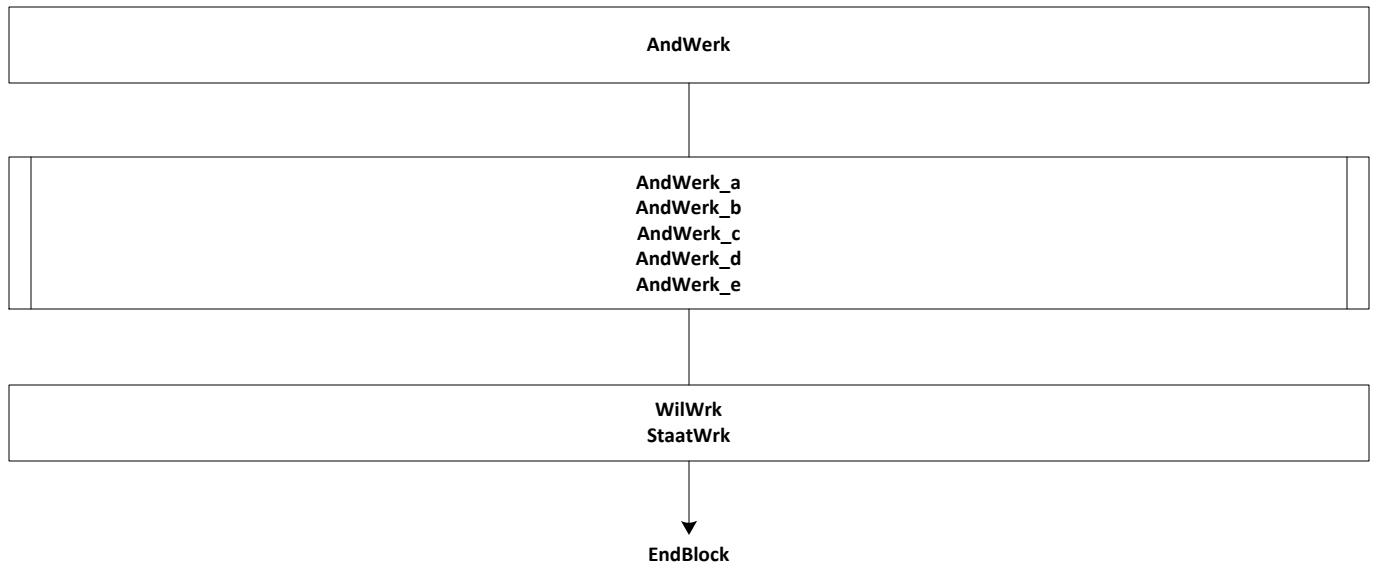 AndWerk
AndWerk_a
AndWerk_b
AndWerk_c
AndWerk_d
AndWerk_e
WilWrk
StaatWrk
EndBlock